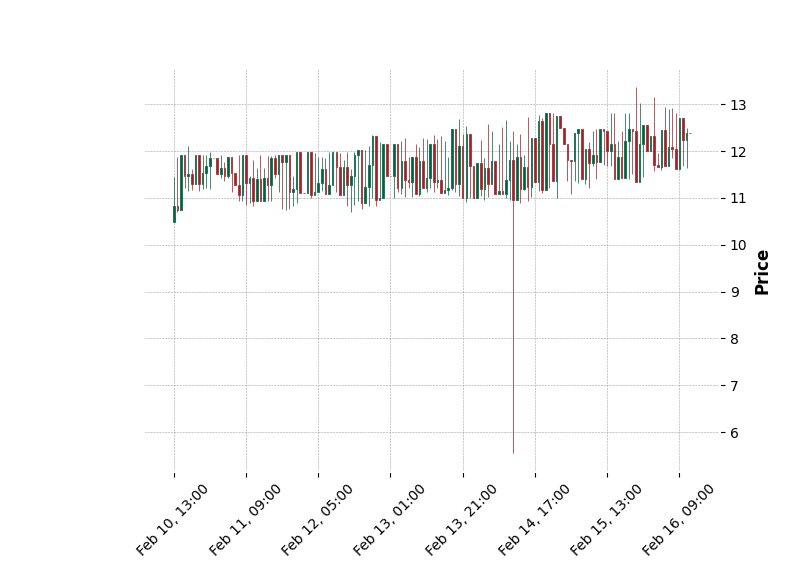 13
12
11
10
9
8
7
6
Price
Feb 10, 13:00
Feb 11, 09:00
Feb 12, 05:00
Feb 13, 01:00
Feb 13, 21:00
Feb 14, 17:00
Feb 15, 13:00
Feb 16, 09:00